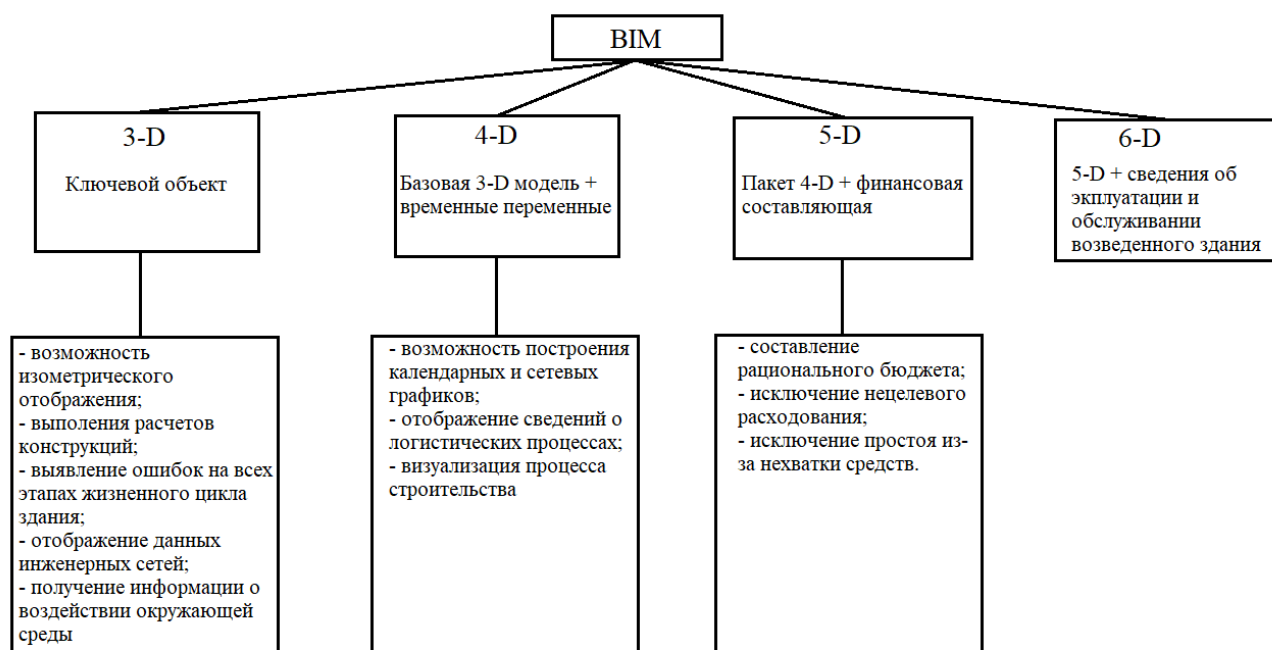 BIM
3-D
Ключевой объект
4-D
Базовая 3-D модель +
временные переменные
5-D
Пакет 4-D + финансовая
составляющая
6-D
5-D + сведения об
экплуатации и
обслуживании
возведенного здания
- возможность
изометрического
отображения;
- выполения расчетов
конструкций;
- выявление ошибок на всех
этапах жизненного цикла
здания;
- отображение данных
инженерных сетей;
- получение информации о
воздействии окружающей
среды
- возможность построения
календарных и сетевых
графиков;
- отображение сведений о
логистических процессах;
- визуализация процесса
строительства
- составление
рационального бюджета;
- исключение нецелевого
расходования;
- исключение простоя из-
за нехватки средств.